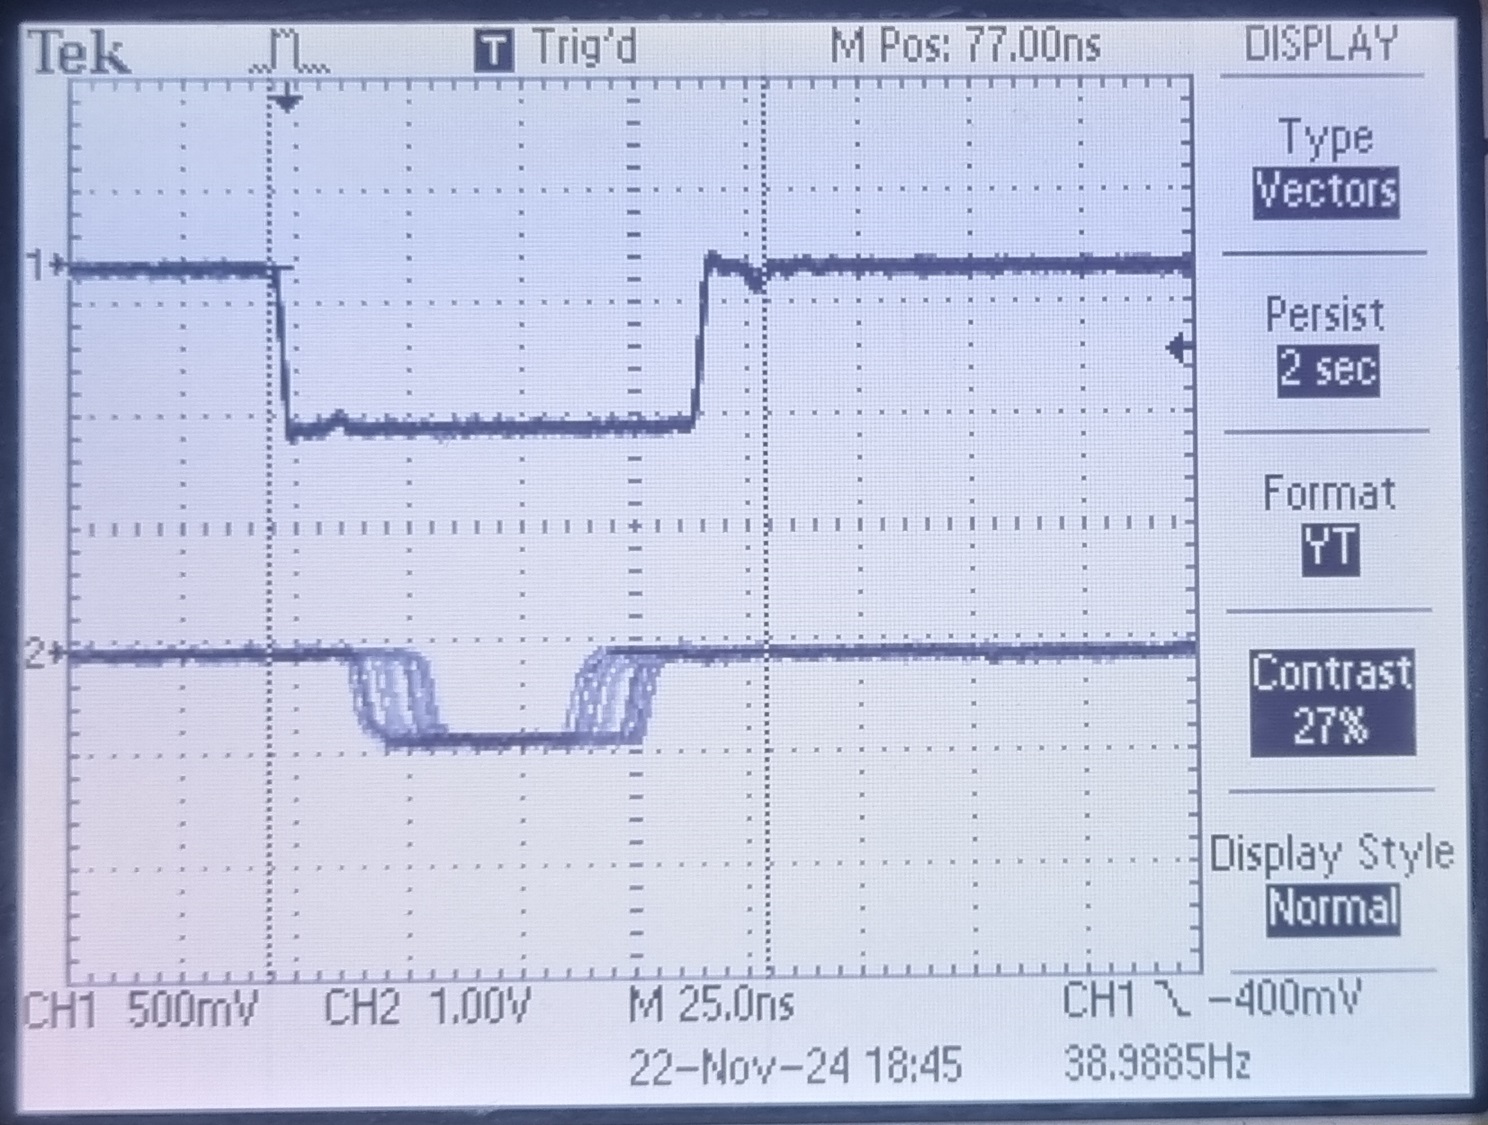 Tek T Trig'd M Pos: 77.00ns DISPLAY
Type
Vectors
1
Persist
2 sec
Format
YT
2
Contrast
27%
Display Style
Normal
CH1 500mV CH2 1.00V M 25.0ns CH1 -400mV
22-Nov-24 18:45 38.9885Hz